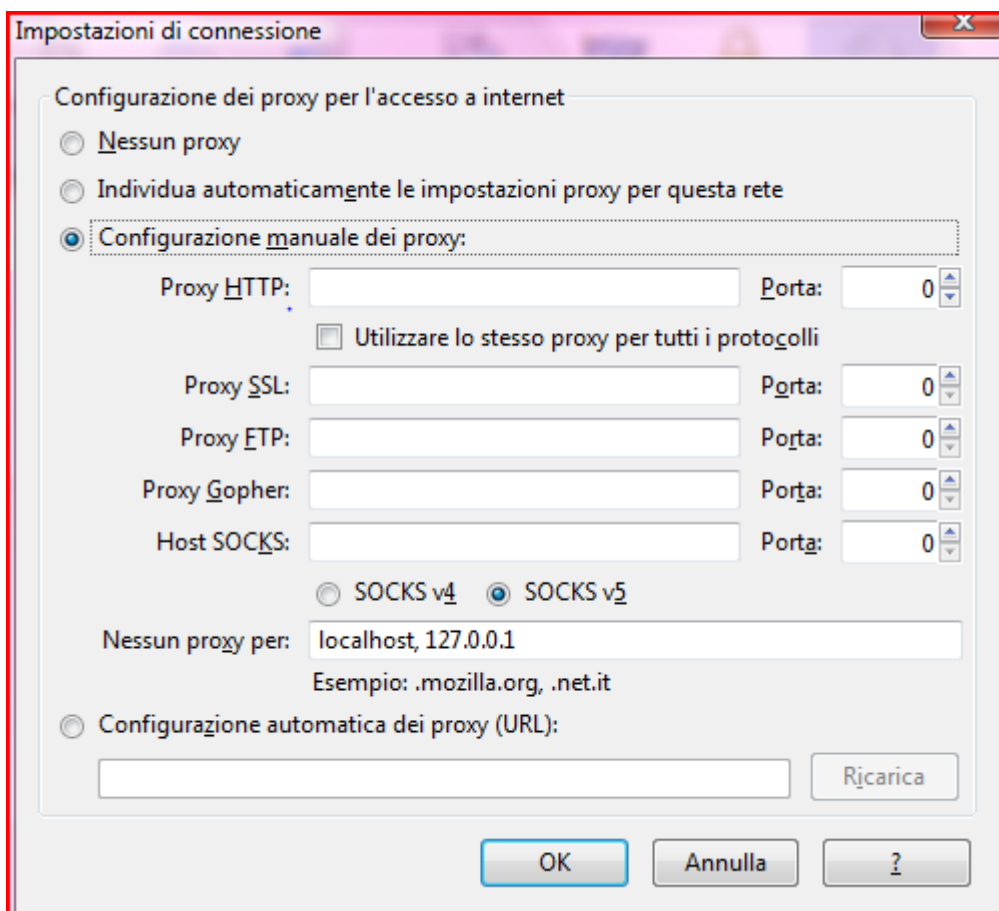 Impostazioni di connessione
x
Configurazione dei proxy per l'accesso a internet
Nessun proxy
Individua automaticamente le impostazioni proxy per questa rete
Configurazione manuale dei proxy:
Proxy HTTP: Porta: 0
Utilizzare lo stesso proxy per tutti i protocolli
Proxy SSL: Porta: 0
Proxy FTP: Porta: 0
Proxy Gopher: Porta: 0
Host SOCKS: Porta: 0
SOCKS v4 SOCKS v5
Nessun proxy per: localhost, 127.0.0.1
Esempio: .mozilla.org, .net.it
Configurazione automatica dei proxy (URL):
Ricarica
OK Annulla ?